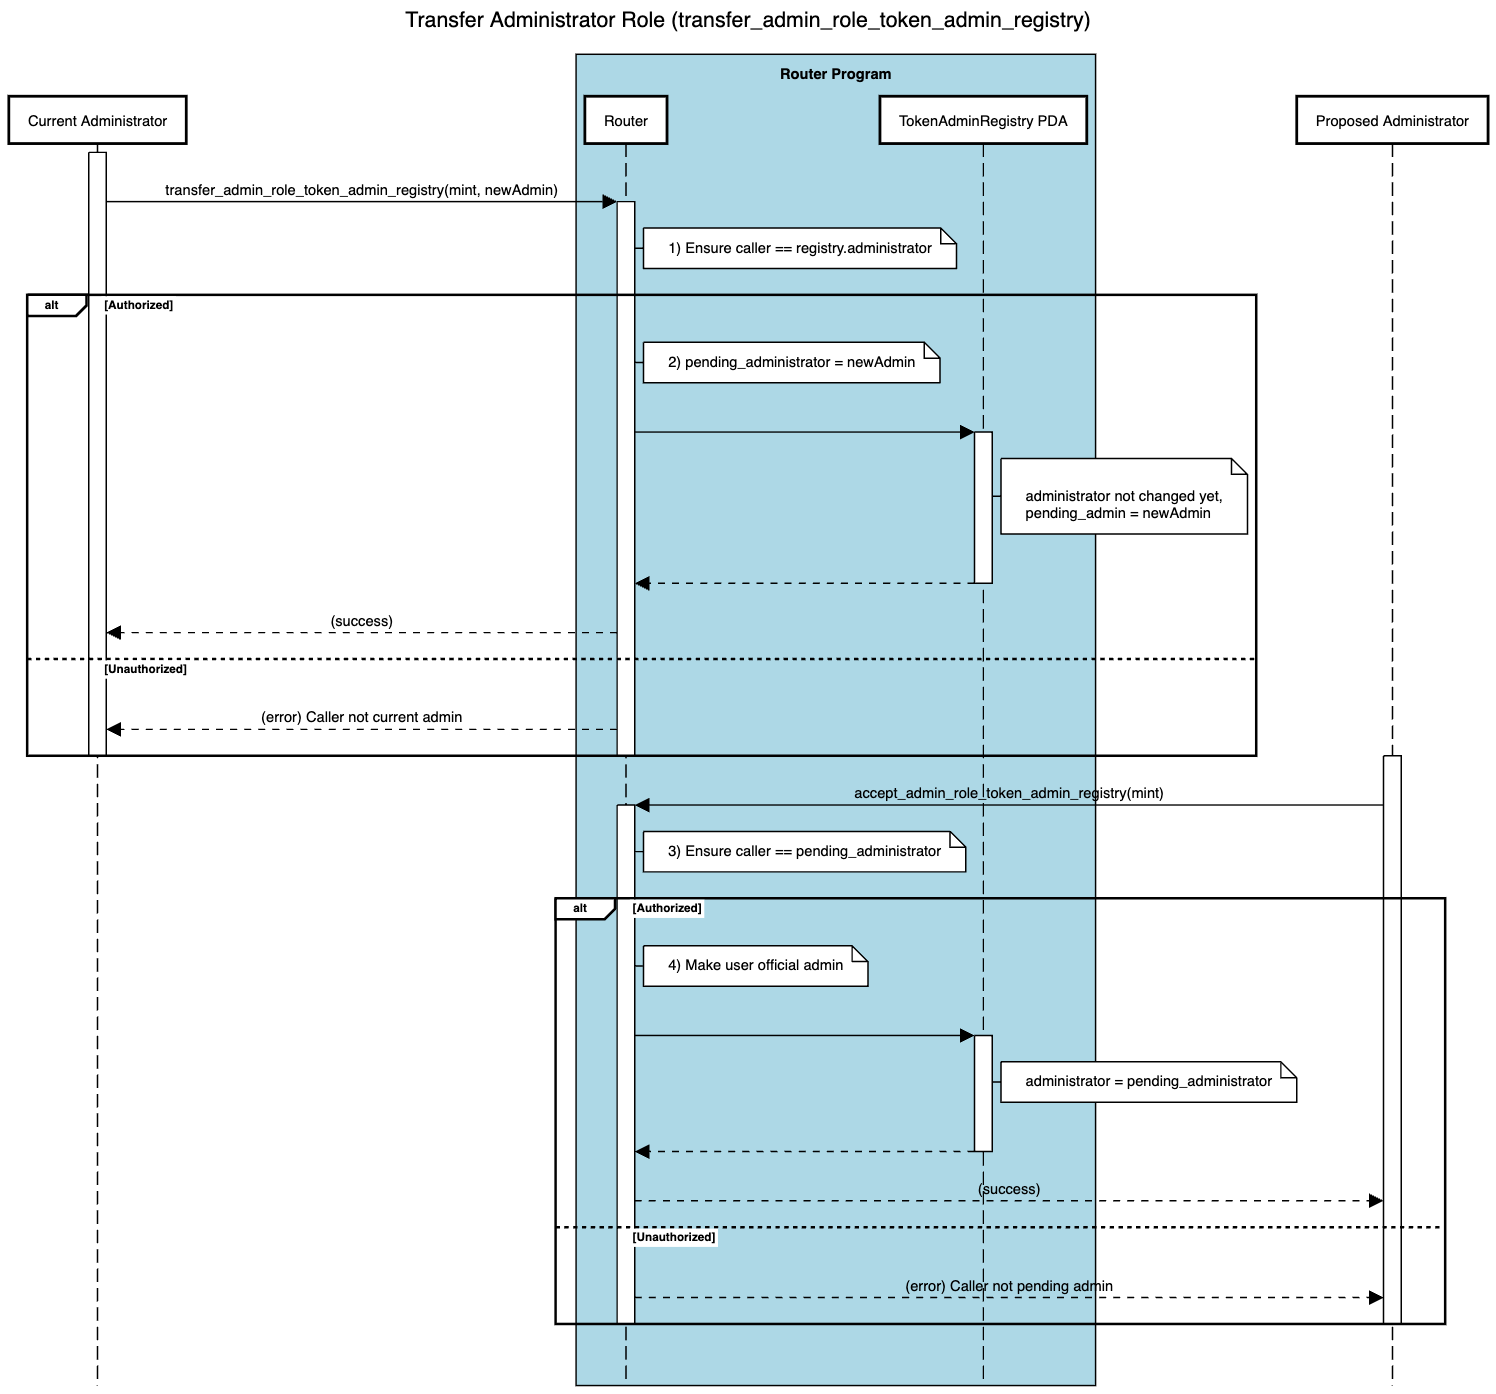 Transfer Administrator Role (transfer_admin_role_token_admin_registry)
Router Program
Current Administrator
Router
TokenAdminRegistry PDA
Proposed Administrator
transfer_admin_role_token_admin_registry(mint, newAdmin)
1) Ensure caller == registry.administrator
alt
[Authorized]
2) pending_administrator = newAdmin
administrator not changed yet,
pending_admin = newAdmin
(success)
[Unauthorized]
(error) Caller not current admin
accept_admin_role_token_admin_registry(mint)
3) Ensure caller == pending_administrator
alt
[Authorized]
4) Make user official admin
administrator = pending_administrator
(success)
[Unauthorized]
(error) Caller not pending admin